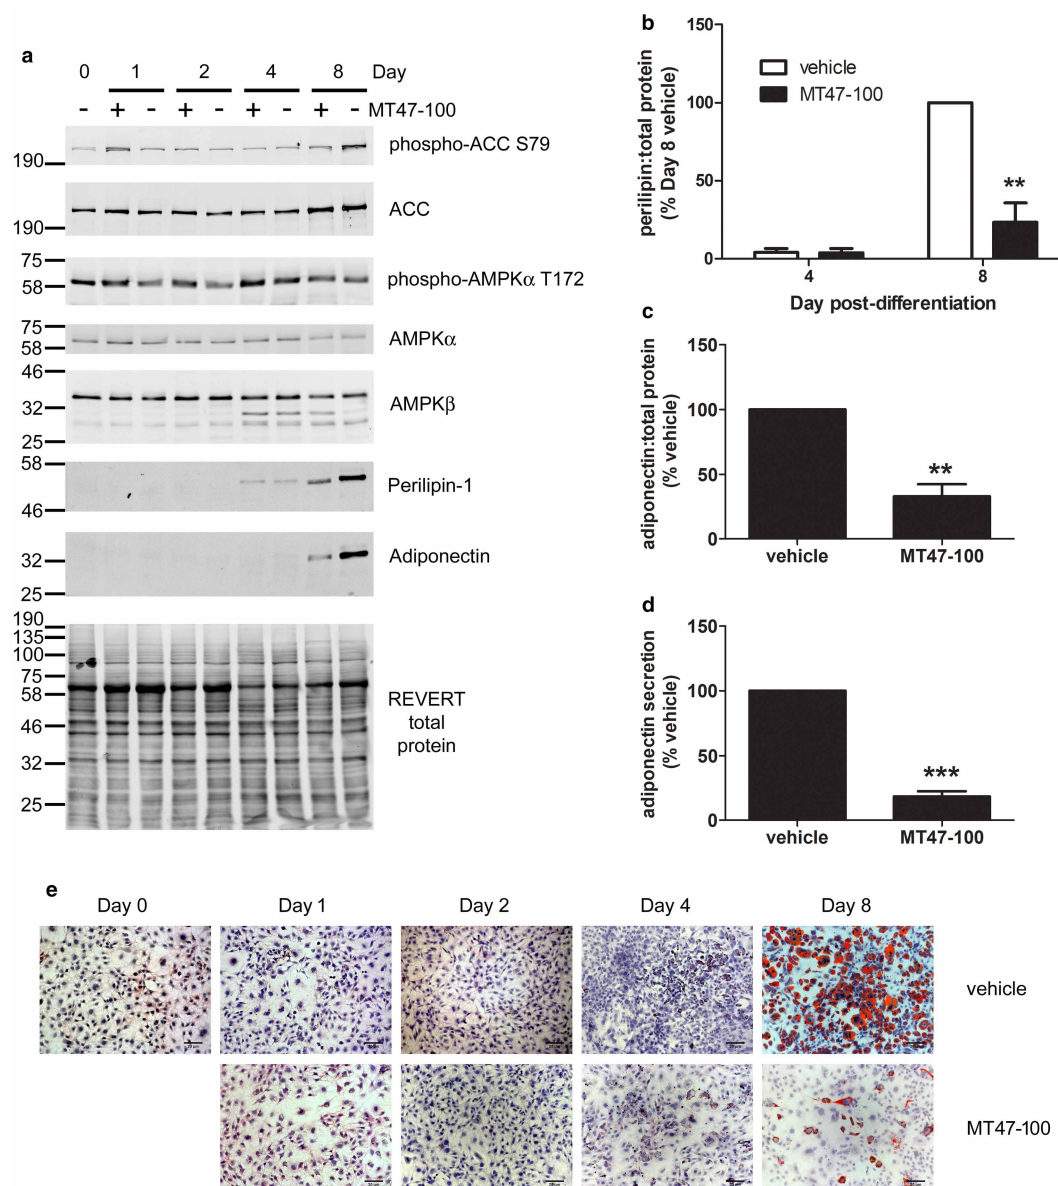 a
0 1 2 4 8 Day
- + - + - + - + - MT47-100
190
phospho-ACC S79
190
ACC
75
58
phospho-AMPKα T172
75
58
AMPKα
46
32
25
AMPKβ
58
46
Perilipin-1
32
25
Adiponectin
190
135
100
75
58
46
32
25
REVERT
total
protein
b
perilipin:total protein
(% Day 8 vehicle)
150
100
50
0
vehicle
MT47-100
**
4 8
Day post-differentiation
c
adiponectin:total protein
(% vehicle)
150
100
50
0
**
vehicle MT47-100
d
adiponectin secretion
(% vehicle)
150
100
50
0
***
vehicle MT47-100
e
Day 0 Day 1 Day 2 Day 4 Day 8
vehicle
MT47-100